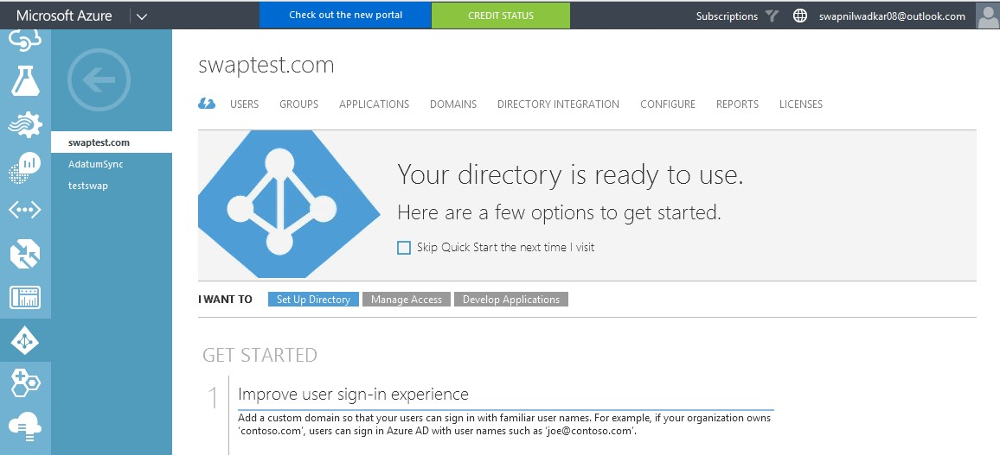 Microsoft Azure
Check out the new portal
CREDIT STATUS
Subscriptions
swapnilwadkar08@outlook.com
swaptest.com
AdatumSync
testswap
swaptest.com
USERS GROUPS APPLICATIONS DOMAINS DIRECTORY INTEGRATION CONFIGURE REPORTS LICENSES
Your directory is ready to use.
Here are a few options to get started.
Skip Quick Start the next time I visit
I WANT TO Set Up Directory Manage Access Develop Applications
GET STARTED
1 Improve user sign-in experience
Add a custom domain so that your users can sign in with familiar user names. For example, if your organization owns
‘contoso.com’, users can sign in Azure AD with user names such as ‘joe@contoso.com’.